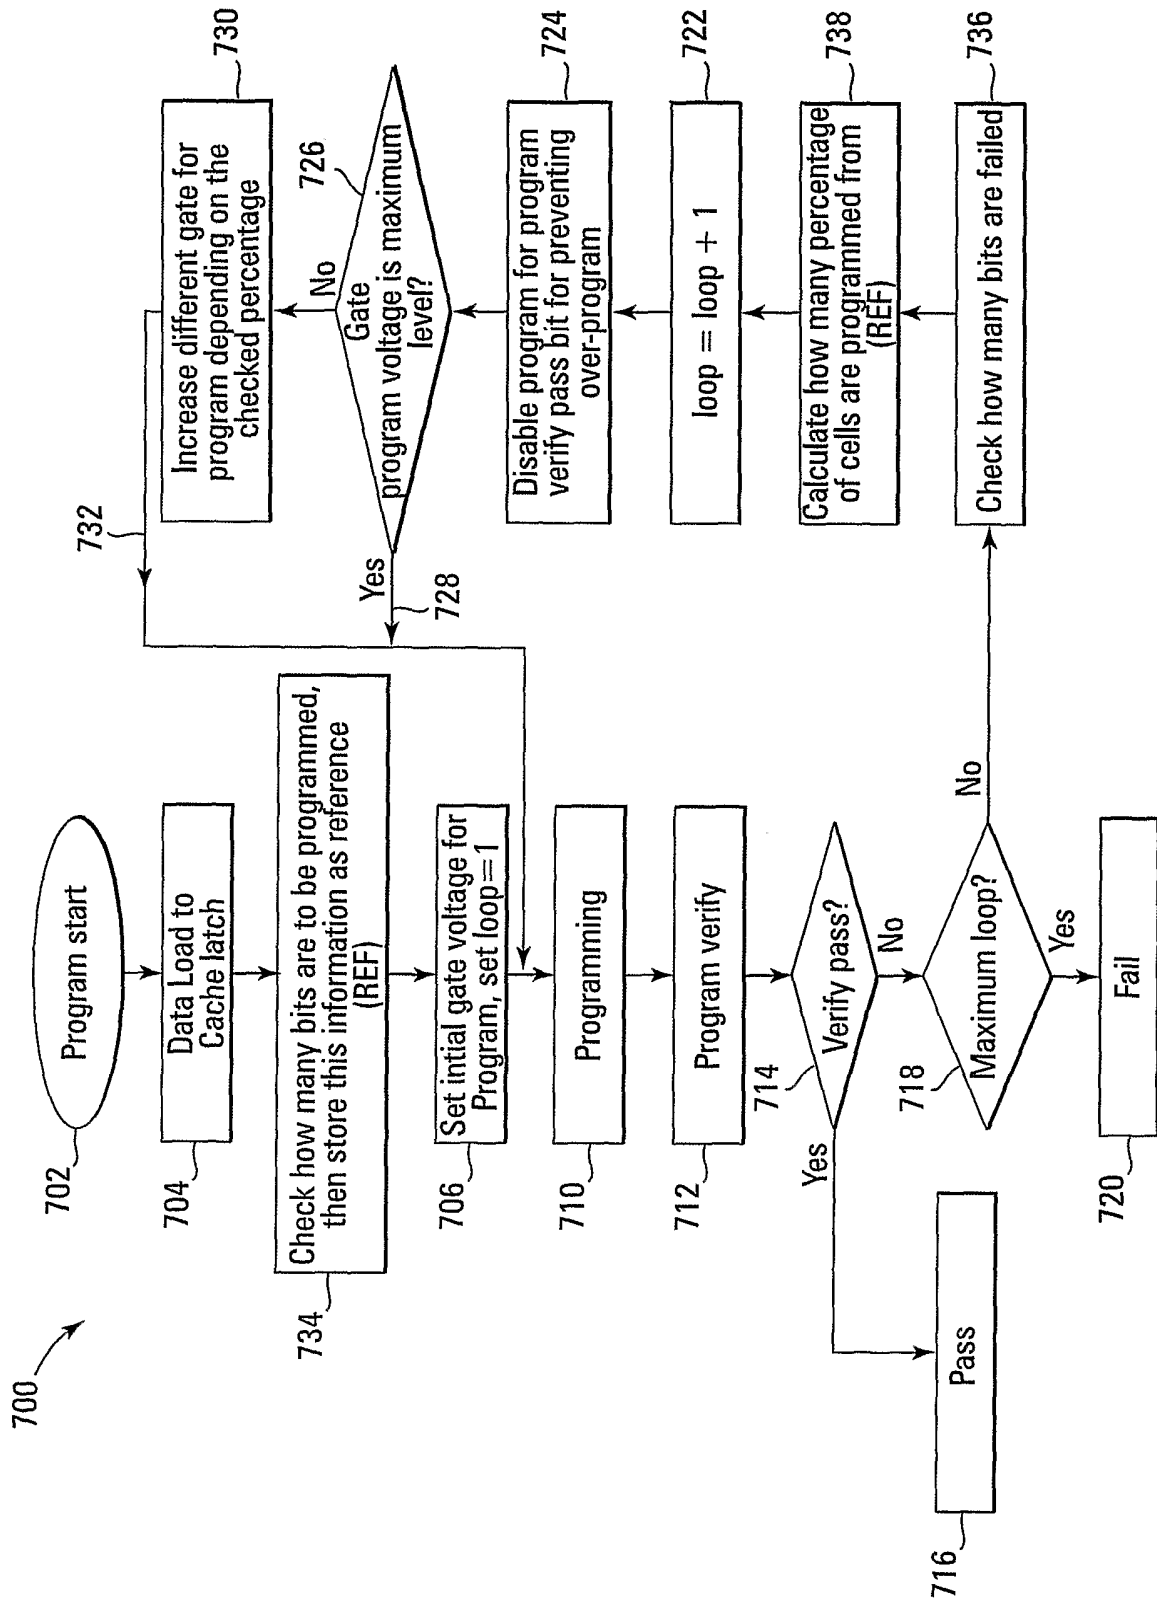 700
702
Program start
704
Data Load to
Cache latch
734
Check how many bits are to be programmed,
then store this information as reference
(REF)
706
Set intial gate voltage for
Program, set loop=1
710
Programming
712
Program verify
714
Verify pass?
Yes
No
716
Pass
718
Maximum loop?
No
Yes
720
Fail
736
Check how many bits are failed
738
Calculate how many percentage
of cells are programmed from
(REF)
722
loop = loop + 1
724
Disable program for program
verify pass bit for preventing
over-program
726
Gate
program voltage is maximum
level?
Yes
728
No
730
Increase different gate for
program depending on the
checked percentage
732